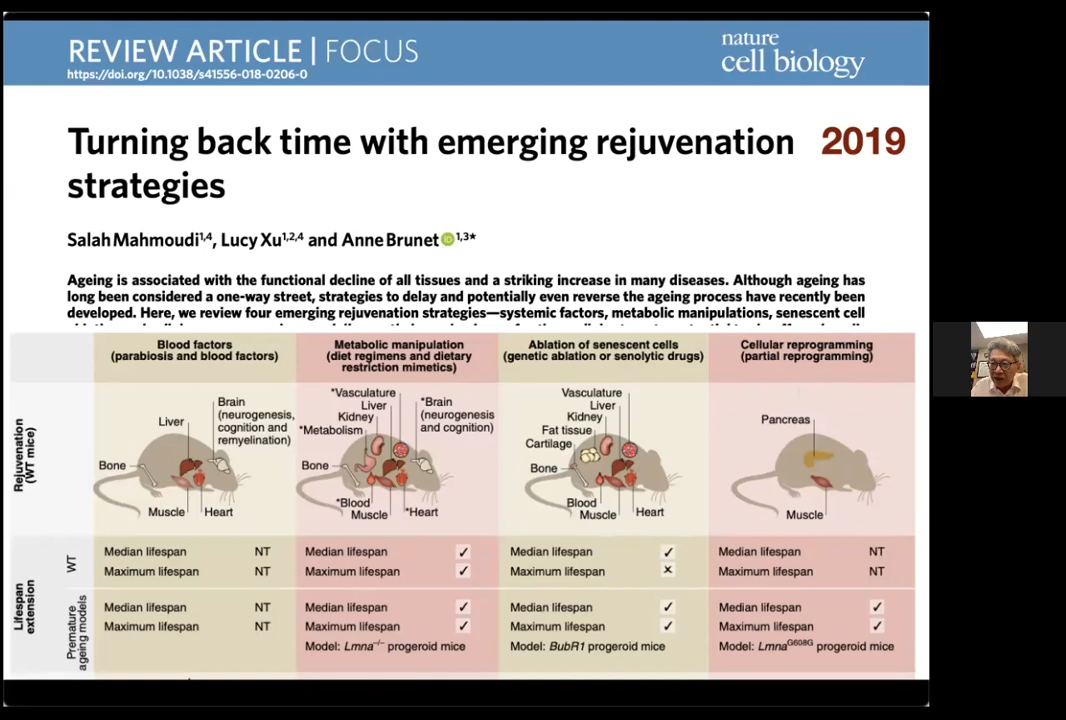 REVIEW ARTICLE | FOCUS
https://doi.org/10.1038/s41556-018-0206-0
nature
cell biology
Turning back time with emerging rejuvenation
strategies
2019
Salah Mahmoudi1,4, Lucy Xu1,2,4 and Anne Brunet iD 1,3*
Ageing is associated with the functional decline of all tissues and a striking increase in many diseases. Although ageing has
long been considered a one-way street, strategies to delay and potentially even reverse the ageing process have recently been
developed. Here, we review four emerging rejuvenation strategies—systemic factors, metabolic manipulations, senescent cell
Blood factors
(parabiosis and blood factors)
Metabolic manipulation
(diet regimens and dietary
restriction mimetics)
Ablation of senescent cells
(genetic ablation or senolytic drugs)
Cellular reprogramming
(partial reprogramming)
Rejuvenation
(WT mice)
Liver
Brain
(neurogenesis,
cognition and
remyelination)
Bone
Muscle
Heart
*Vasculature
Liver
Kidney
*Metabolism
*Brain
(neurogenesis
and cognition)
Bone
*Blood
Muscle
*Heart
Vasculature
Liver
Kidney
Fat tissue
Cartilage
Bone
Blood
Muscle
Heart
Pancreas
Muscle
Lifespan
extension
WT
Median lifespan NT
Maximum lifespan NT
Median lifespan ✓
Maximum lifespan ✓
Median lifespan ✓
Maximum lifespan ✗
Median lifespan NT
Maximum lifespan NT
Premature
ageing models
Median lifespan NT
Maximum lifespan NT
Median lifespan ✓
Maximum lifespan ✓
Model: Lmna−/− progeroid mice
Median lifespan ✓
Maximum lifespan ✓
Model: BubR1 progeroid mice
Median lifespan ✓
Maximum lifespan ✓
Model: LmnaG608G progeroid mice